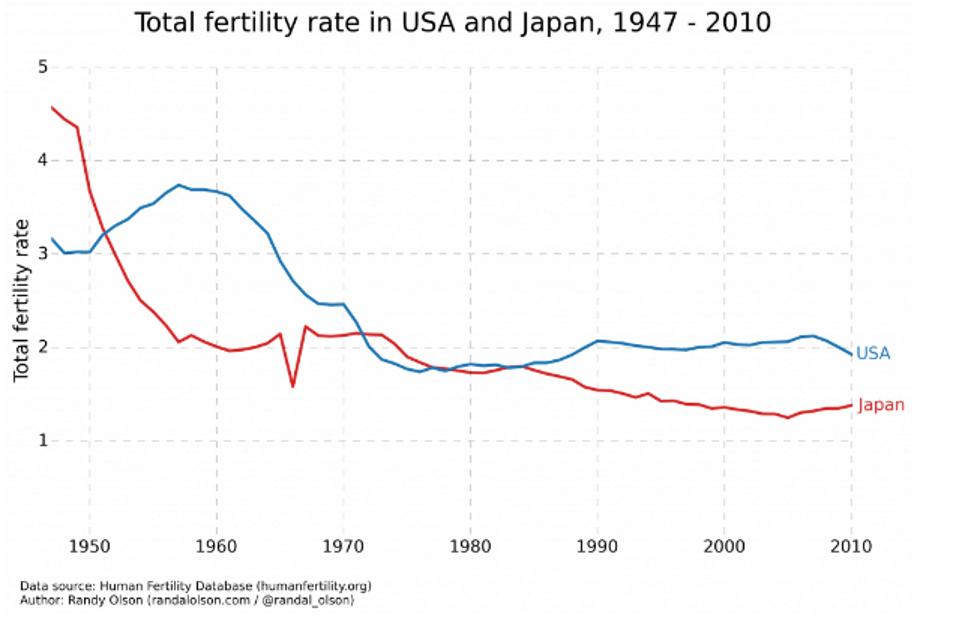 Total fertility rate in USA and Japan, 1947 - 2010
5
4
3
2
1
Total fertility rate
USA
Japan
1950 1960 1970 1980 1990 2000 2010
Data source: Human Fertility Database (humanfertility.org)
Author: Randy Olson (randalolson.com / @randal_olson)